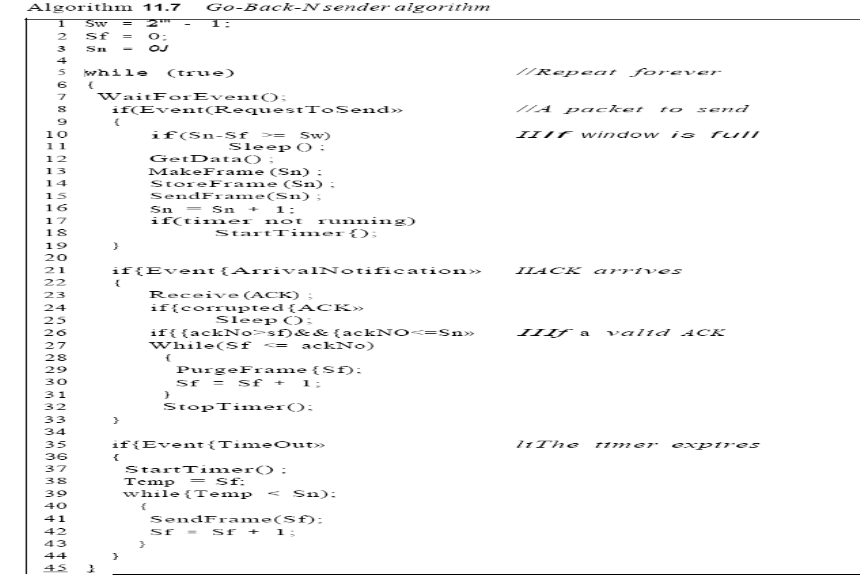 Algorithm 11.7 Go-Back-N sender algorithm
1 Sw = 2m - 1;
2 Sf = 0;
3 Sn = OJ
4
5 while (true) //Repeat forever
6 {
7 WaitForEvent();
8 if(Event(RequestToSend» //A packet to send
9 {
10 if(Sn-Sf >= Sw) IIIf window is full
11 Sleep();
12 GetData();
13 MakeFrame(Sn);
14 StoreFrame(Sn);
15 SendFrame(Sn);
16 Sn = Sn + 1;
17 if(timer not running)
18 StartTimer{);
19 }
20
21 if{Event{ArrivalNotification» IIACK arrives
22 {
23 Receive(ACK);
24 if{corrupted{ACK»
25 Sleep();
26 if{{ackNo>sf)&&{ackNO<=Sn» IIIf a valid ACK
27 While(Sf <= ackNo)
28 {
29 PurgeFrame{Sf);
30 Sf = Sf + 1;
31 }
32 StopTimer();
33 }
34
35 if{Event{TimeOut» liThe timer expires
36 {
37 StartTimer();
38 Temp = Sf;
39 while{Temp < Sn);
40 {
41 SendFrame(Sf);
42 Sf = Sf + 1;
43 }
44 }
45 }